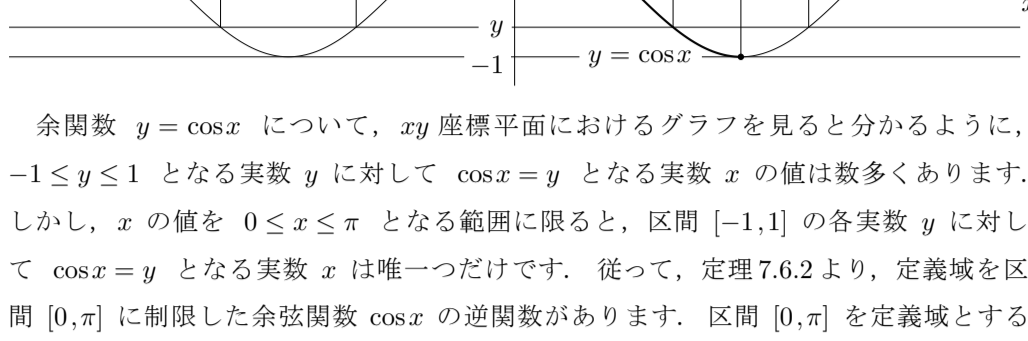 y
−1
y = cos x
余関数 y = cos x について，xy 座標平面におけるグラフを見ると分かるように，
−1 ≤ y ≤ 1 となる実数 y に対して cos x = y となる実数 x の値は数多くあります．
しかし，x の値を 0 ≤ x ≤ π となる範囲に限ると，区間 [−1,1] の各実数 y に対し
て cos x = y となる実数 x は唯一つだけです． 従って，定理 7.6.2 より，定義域を区
間 [0,π] に制限した余弦関数 cos x の逆関数があります． 区間 [0,π] を定義域とする